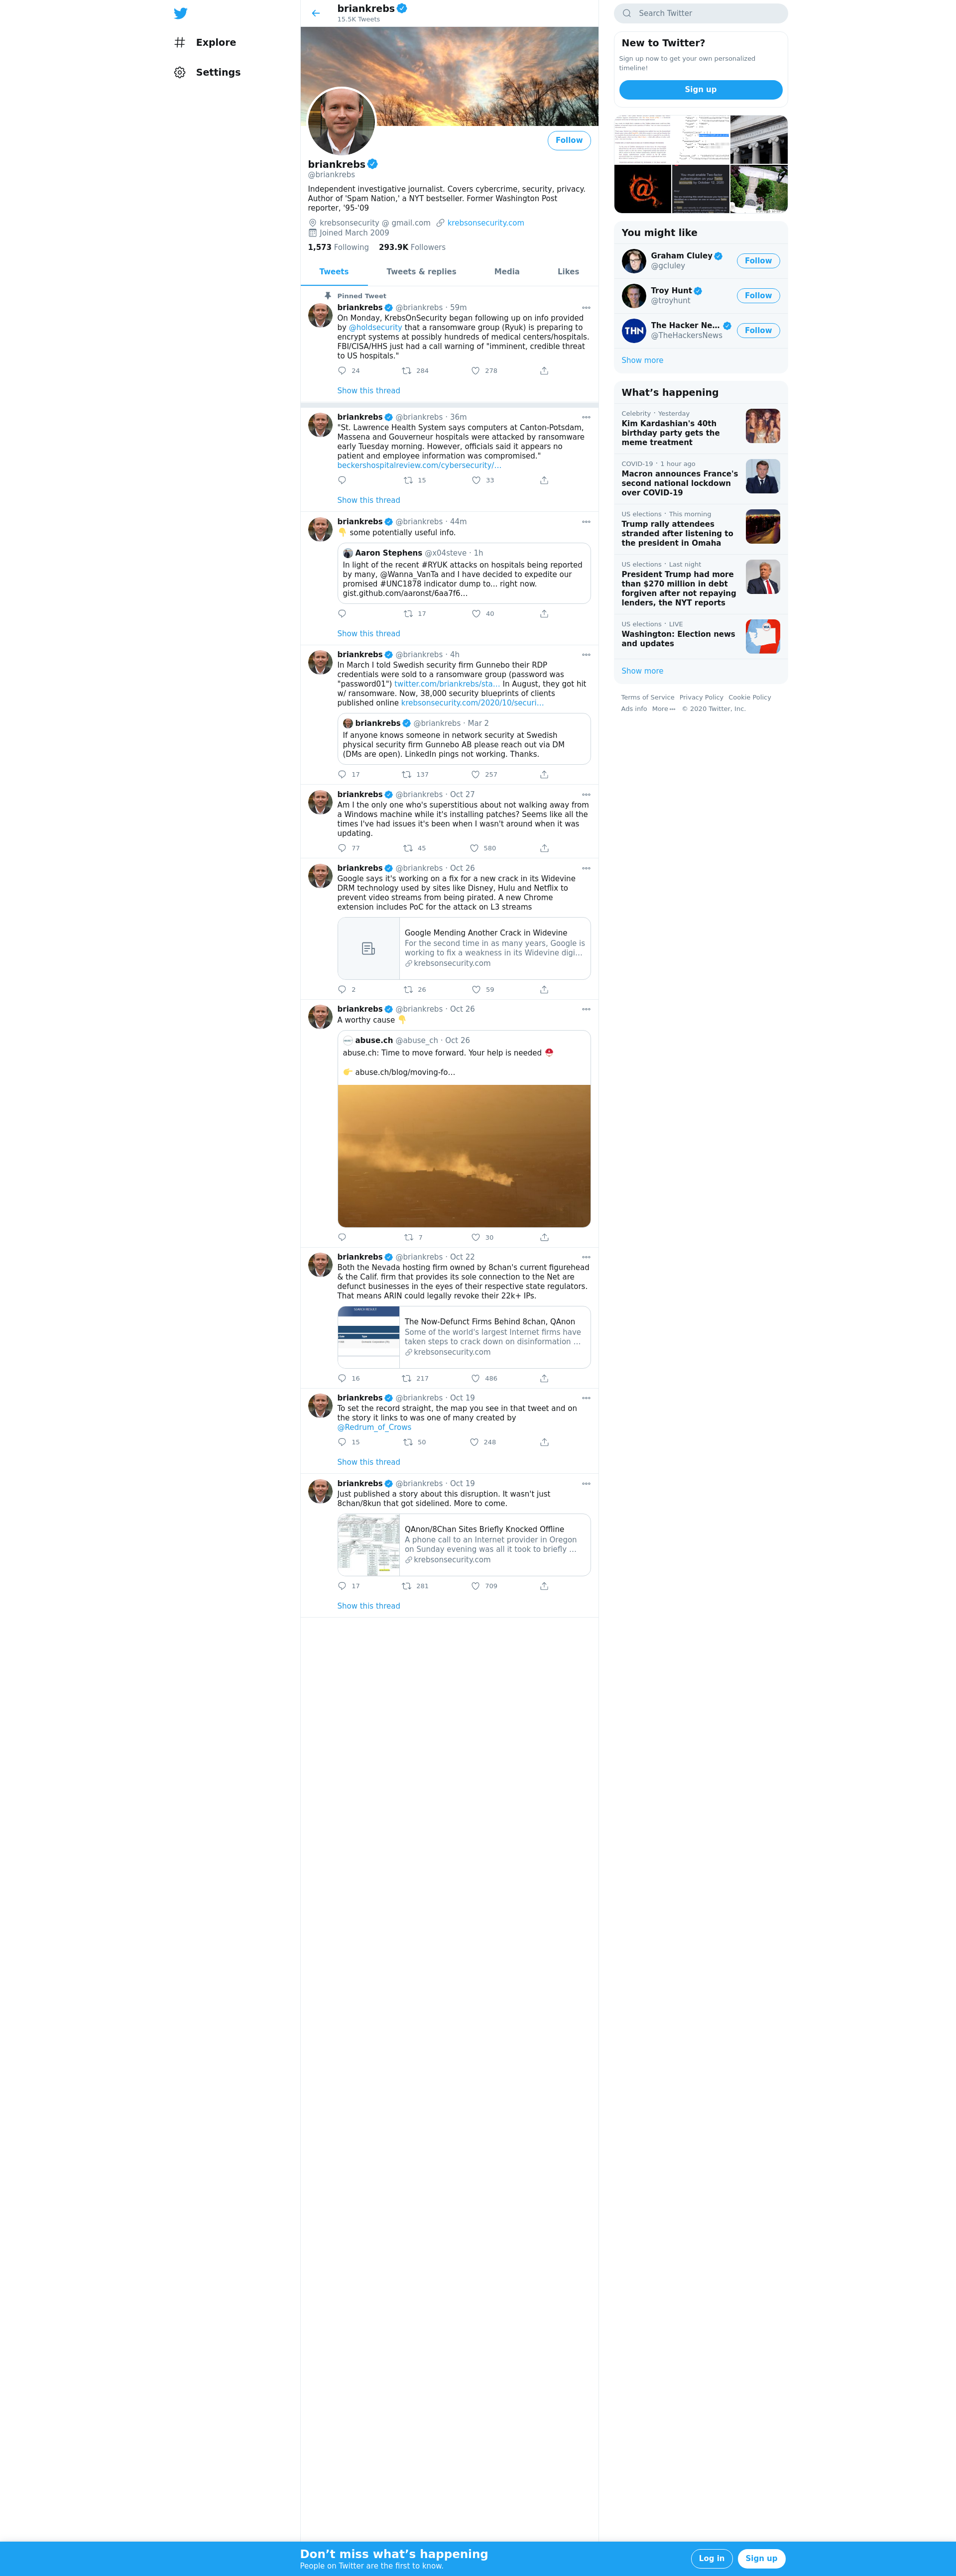 Explore
Settings
briankrebs
15.5K Tweets
Follow
briankrebs
@briankrebs
Independent investigative journalist. Covers cybercrime, security, privacy.
Author of 'Spam Nation,' a NYT bestseller. Former Washington Post
reporter, '95-'09
krebsonsecurity @ gmail.com krebsonsecurity.com
Joined March 2009
1,573 Following 293.9K Followers
Tweets Tweets & replies Media Likes
Pinned Tweet
briankrebs @briankrebs · 59m
On Monday, KrebsOnSecurity began following up on info provided
by @holdsecurity that a ransomware group (Ryuk) is preparing to
encrypt systems at possibly hundreds of medical centers/hospitals.
FBI/CISA/HHS just had a call warning of "imminent, credible threat
to US hospitals."
24 284 278
Show this thread
briankrebs @briankrebs · 36m
"St. Lawrence Health System says computers at Canton-Potsdam,
Massena and Gouverneur hospitals were attacked by ransomware
early Tuesday morning. However, officials said it appears no
patient and employee information was compromised."
beckershospitalreview.com/cybersecurity/…
15 33
Show this thread
briankrebs @briankrebs · 44m
👇 some potentially useful info.
Aaron Stephens @x04steve · 1h
In light of the recent #RYUK attacks on hospitals being reported
by many, @Wanna_VanTa and I have decided to expedite our
promised #UNC1878 indicator dump to... right now.
gist.github.com/aaronst/6aa7f6…
17 40
Show this thread
briankrebs @briankrebs · 4h
In March I told Swedish security firm Gunnebo their RDP
credentials were sold to a ransomware group (password was
"password01") twitter.com/briankrebs/sta… In August, they got hit
w/ ransomware. Now, 38,000 security blueprints of clients
published online krebsonsecurity.com/2020/10/securi…
briankrebs @briankrebs · Mar 2
If anyone knows someone in network security at Swedish
physical security firm Gunnebo AB please reach out via DM
(DMs are open). LinkedIn pings not working. Thanks.
17 137 257
briankrebs @briankrebs · Oct 27
Am I the only one who's superstitious about not walking away from
a Windows machine while it's installing patches? Seems like all the
times I've had issues it's been when I wasn't around when it was
updating.
77 45 580
briankrebs @briankrebs · Oct 26
Google says it's working on a fix for a new crack in its Widevine
DRM technology used by sites like Disney, Hulu and Netflix to
prevent video streams from being pirated. A new Chrome
extension includes PoC for the attack on L3 streams
Google Mending Another Crack in Widevine
For the second time in as many years, Google is
working to fix a weakness in its Widevine digi…
krebsonsecurity.com
2 26 59
briankrebs @briankrebs · Oct 26
A worthy cause 👇
abuse.ch @abuse_ch · Oct 26
abuse.ch: Time to move forward. Your help is needed ⛑
👉 abuse.ch/blog/moving-fo…
7 30
briankrebs @briankrebs · Oct 22
Both the Nevada hosting firm owned by 8chan's current figurehead
& the Calif. firm that provides its sole connection to the Net are
defunct businesses in the eyes of their respective state regulators.
That means ARIN could legally revoke their 22k+ IPs.
The Now-Defunct Firms Behind 8chan, QAnon
Some of the world's largest Internet firms have
taken steps to crack down on disinformation …
krebsonsecurity.com
16 217 486
briankrebs @briankrebs · Oct 19
To set the record straight, the map you see in that tweet and on
the story it links to was one of many created by
@Redrum_of_Crows
15 50 248
Show this thread
briankrebs @briankrebs · Oct 19
Just published a story about this disruption. It wasn't just
8chan/8kun that got sidelined. More to come.
QAnon/8Chan Sites Briefly Knocked Offline
A phone call to an Internet provider in Oregon
on Sunday evening was all it took to briefly …
krebsonsecurity.com
17 281 709
Show this thread
Search Twitter
New to Twitter?
Sign up now to get your own personalized
timeline!
Sign up
You might like
Graham Cluley
@gcluley
Follow
Troy Hunt
@troyhunt
Follow
THN
The Hacker Ne…
@TheHackersNews
Follow
Show more
What's happening
Celebrity · Yesterday
Kim Kardashian's 40th
birthday party gets the
meme treatment
COVID-19 · 1 hour ago
Macron announces France's
second national lockdown
over COVID-19
US elections · This morning
Trump rally attendees
stranded after listening to
the president in Omaha
US elections · Last night
President Trump had more
than $270 million in debt
forgiven after not repaying
lenders, the NYT reports
US elections · LIVE
Washington: Election news
and updates
Show more
Terms of Service Privacy Policy Cookie Policy
Ads info More © 2020 Twitter, Inc.
Don't miss what's happening
People on Twitter are the first to know.
Log in
Sign up